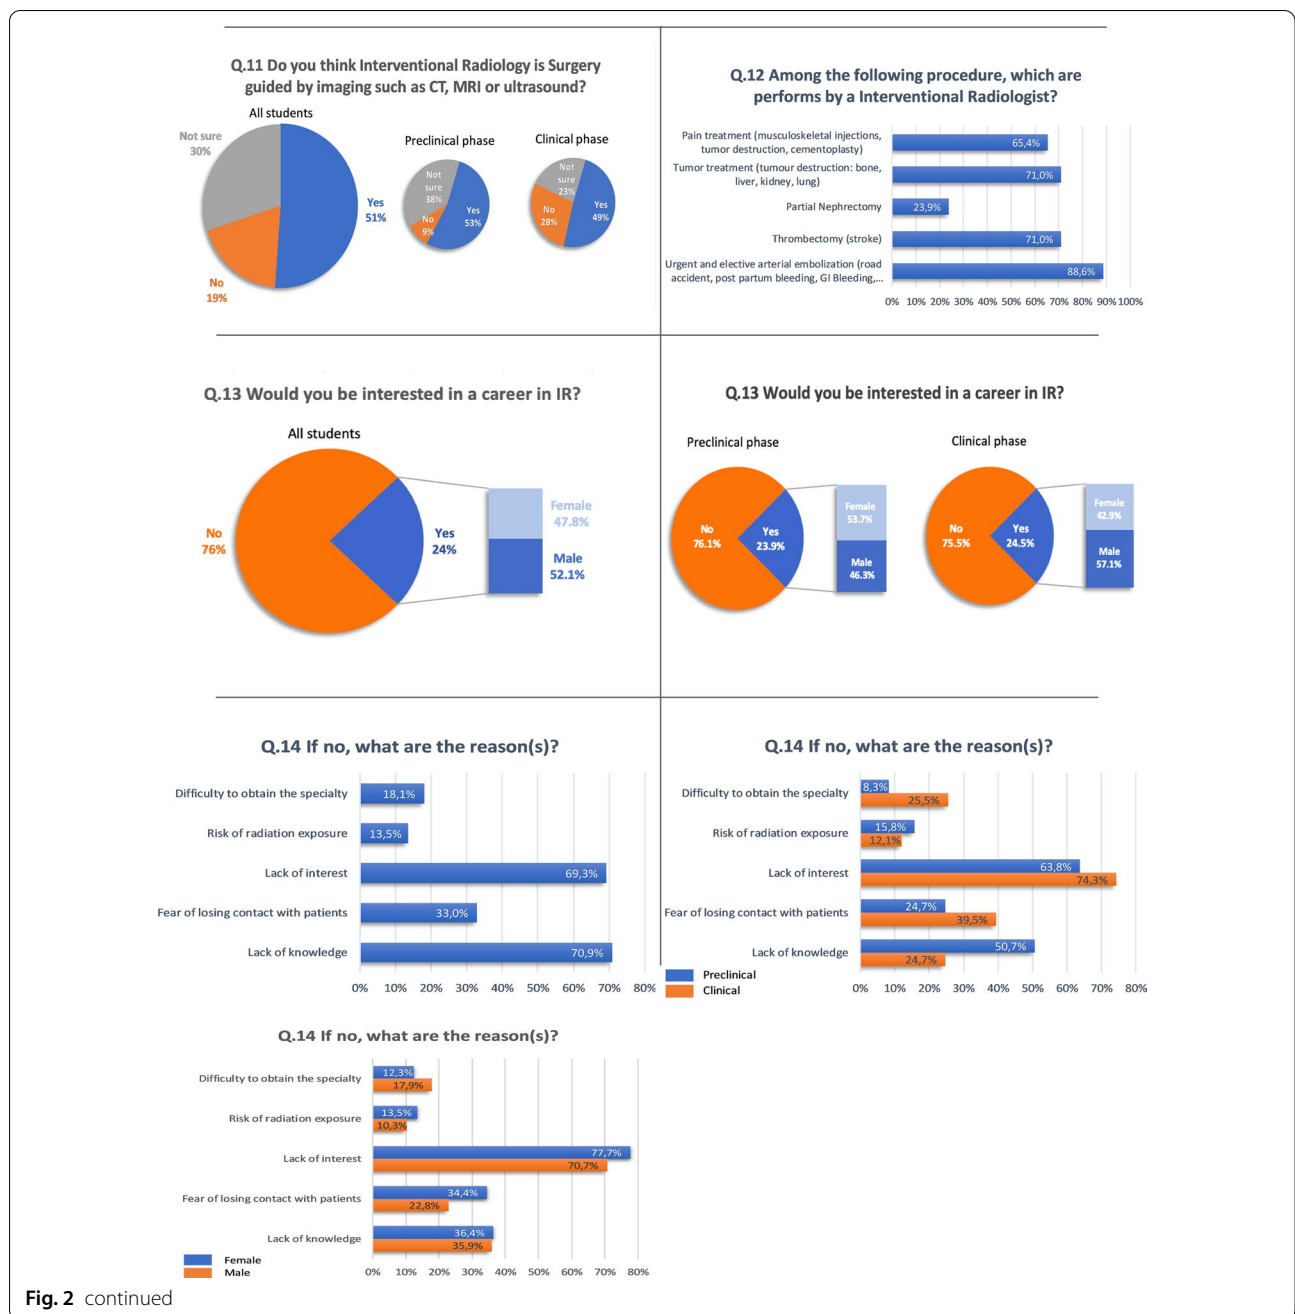 Q.11 Do you think Interventional Radiology is Surgery
guided by imaging such as CT, MRI or ultrasound?
All students
Not sure
30%
Yes
51%
No
19%
Preclinical phase
Not
sure
38%
No
9%
Yes
53%
Clinical phase
Not
sure
23%
No
28%
Yes
49%
Q.12 Among the following procedure, which are
performs by a Interventional Radiologist?
Pain treatment (musculoskeletal injections,
tumor destruction, cementoplasty)
65,4%
Tumor treatment (tumour destruction: bone,
liver, kidney, lung)
71,0%
Partial Nephrectomy
23,9%
Thrombectomy (stroke)
71,0%
Urgent and elective arterial embolization (road
accident, post partum bleeding, GI Bleeding,...
88,6%
0% 10% 20% 30% 40% 50% 60% 70% 80% 90% 100%
Q.13 Would you be interested in a career in IR?
All students
No
76%
Yes
24%
Female
47.8%
Male
52.1%
Q.13 Would you be interested in a career in IR?
Preclinical phase
No
76.1%
Yes
23.9%
Female
53.7%
Male
46.3%
Clinical phase
No
75.5%
Yes
24.5%
Female
42.9%
Male
57.1%
Q.14 If no, what are the reason(s)?
Difficulty to obtain the specialty
18,1%
Risk of radiation exposure
13,5%
Lack of interest
69,3%
Fear of losing contact with patients
33,0%
Lack of knowledge
70,9%
0% 10% 20% 30% 40% 50% 60% 70% 80%
Q.14 If no, what are the reason(s)?
Difficulty to obtain the specialty
8,3%
25,5%
Risk of radiation exposure
15,8%
12,1%
Lack of interest
63,8%
74,3%
Fear of losing contact with patients
24,7%
39,5%
Lack of knowledge
50,7%
24,7%
Preclinical
Clinical
0% 10% 20% 30% 40% 50% 60% 70% 80%
Q.14 If no, what are the reason(s)?
Difficulty to obtain the specialty
12,3%
17,9%
Risk of radiation exposure
13,5%
10,3%
Lack of interest
77,7%
70,7%
Fear of losing contact with patients
34,4%
22,8%
Lack of knowledge
36,4%
35,9%
Female
Male
0% 10% 20% 30% 40% 50% 60% 70% 80%
Fig. 2 continued